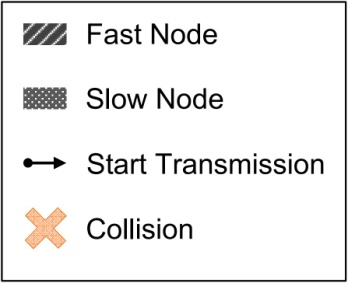 Fast Node
Slow Node
Start Transmission
Collision